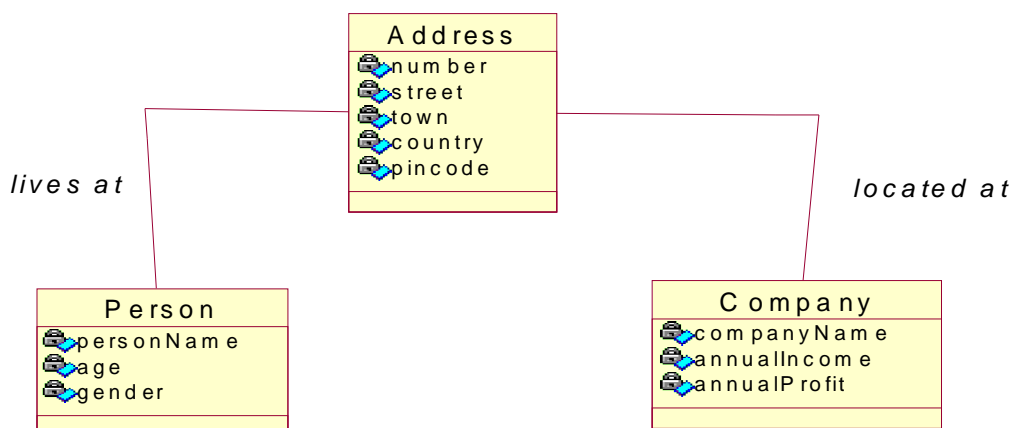 Address
number
street
town
country
pincode
lives at
located at
Person
personName
age
gender
Company
companyName
annualIncome
annualProfit